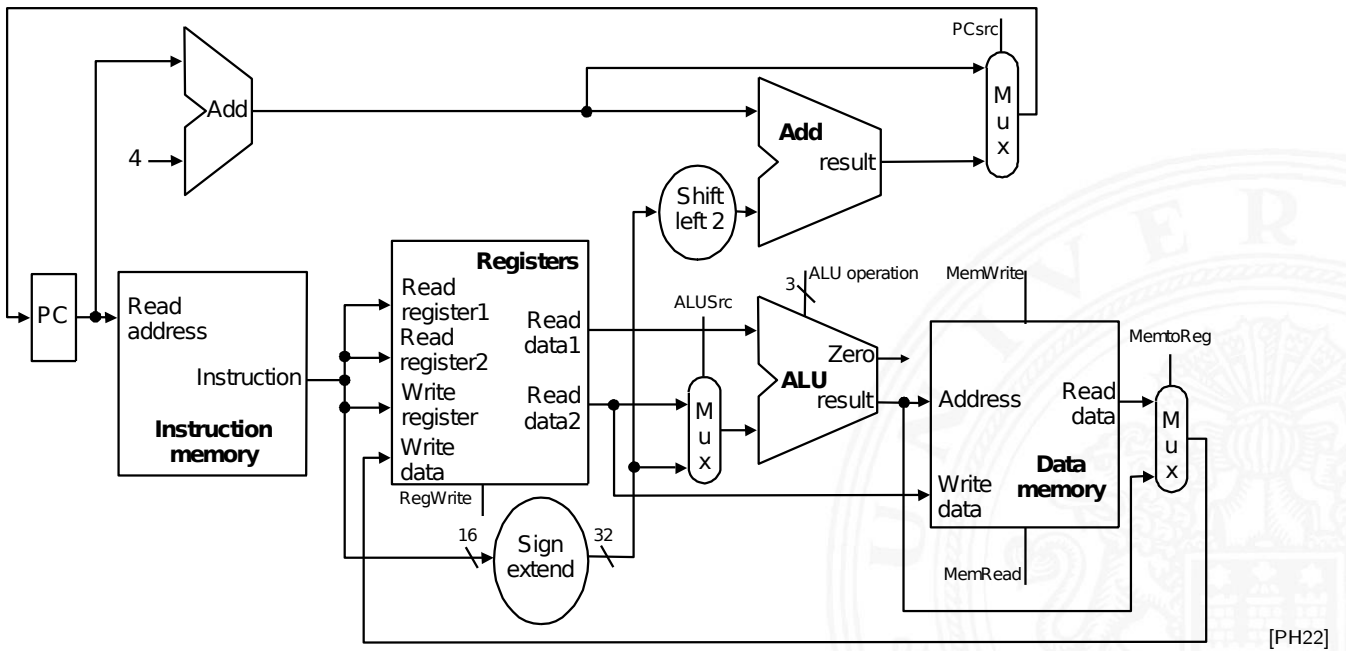 PCsrc
M
u
x
Add
4
Add
result
Shift
left 2
PC
Read
address
Instruction
Instruction
memory
Registers
Read
register1
Read
register2
Write
register
Write
data
Read
data1
Read
data2
RegWrite
16
Sign
extend
32
ALUSrc
M
u
x
3
ALU operation
Zero
ALU
result
MemWrite
Address
Read
data
Write
data
Data
memory
MemRead
MemtoReg
M
u
x
UNIVER
[PH22]